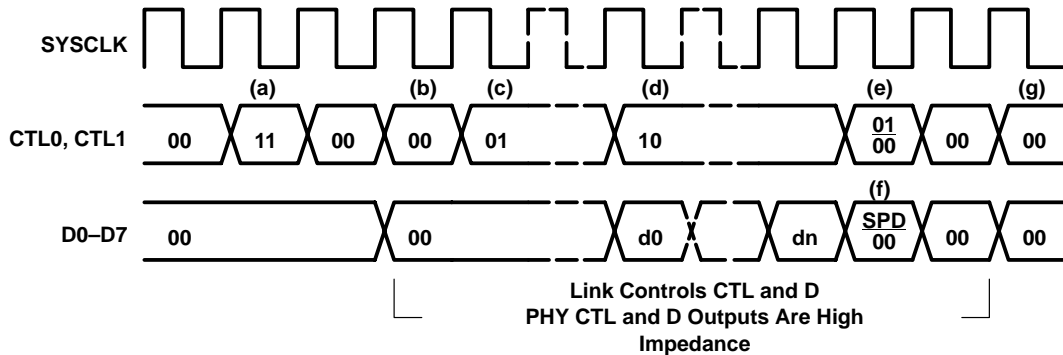 SYSCLK
(a) (b) (c) (d) (e) (g)
CTL0, CTL1 00 11 00 00 01 10 01 00 00 00
(f)
D0–D7 00 00 d0 dn SPD 00 00 00
Link Controls CTL and D
PHY CTL and D Outputs Are High
Impedance